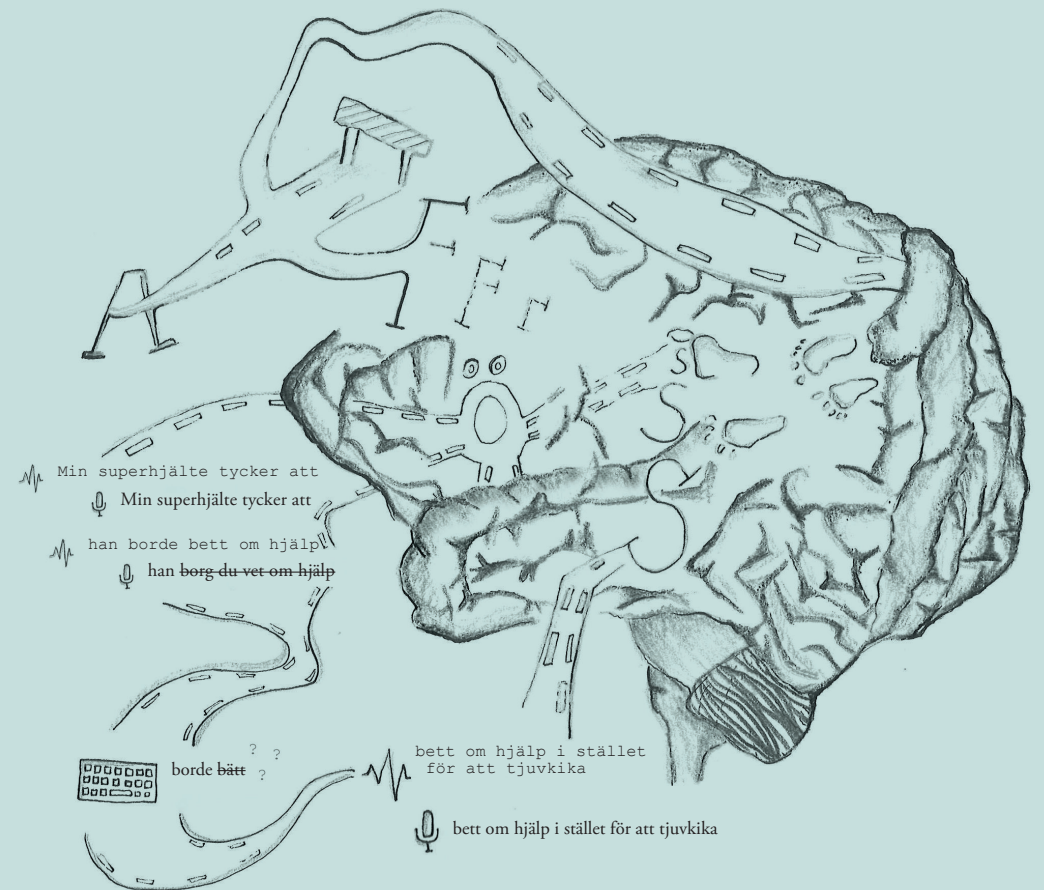 Min superhjälte tycker att
Min superhjälte tycker att
han borde bett om hjälp
han borg du vet om hjälp
borde bätt ? ? ?
bett om hjälp i stället
för att tjuvkika
bett om hjälp i stället för att tjuvkika